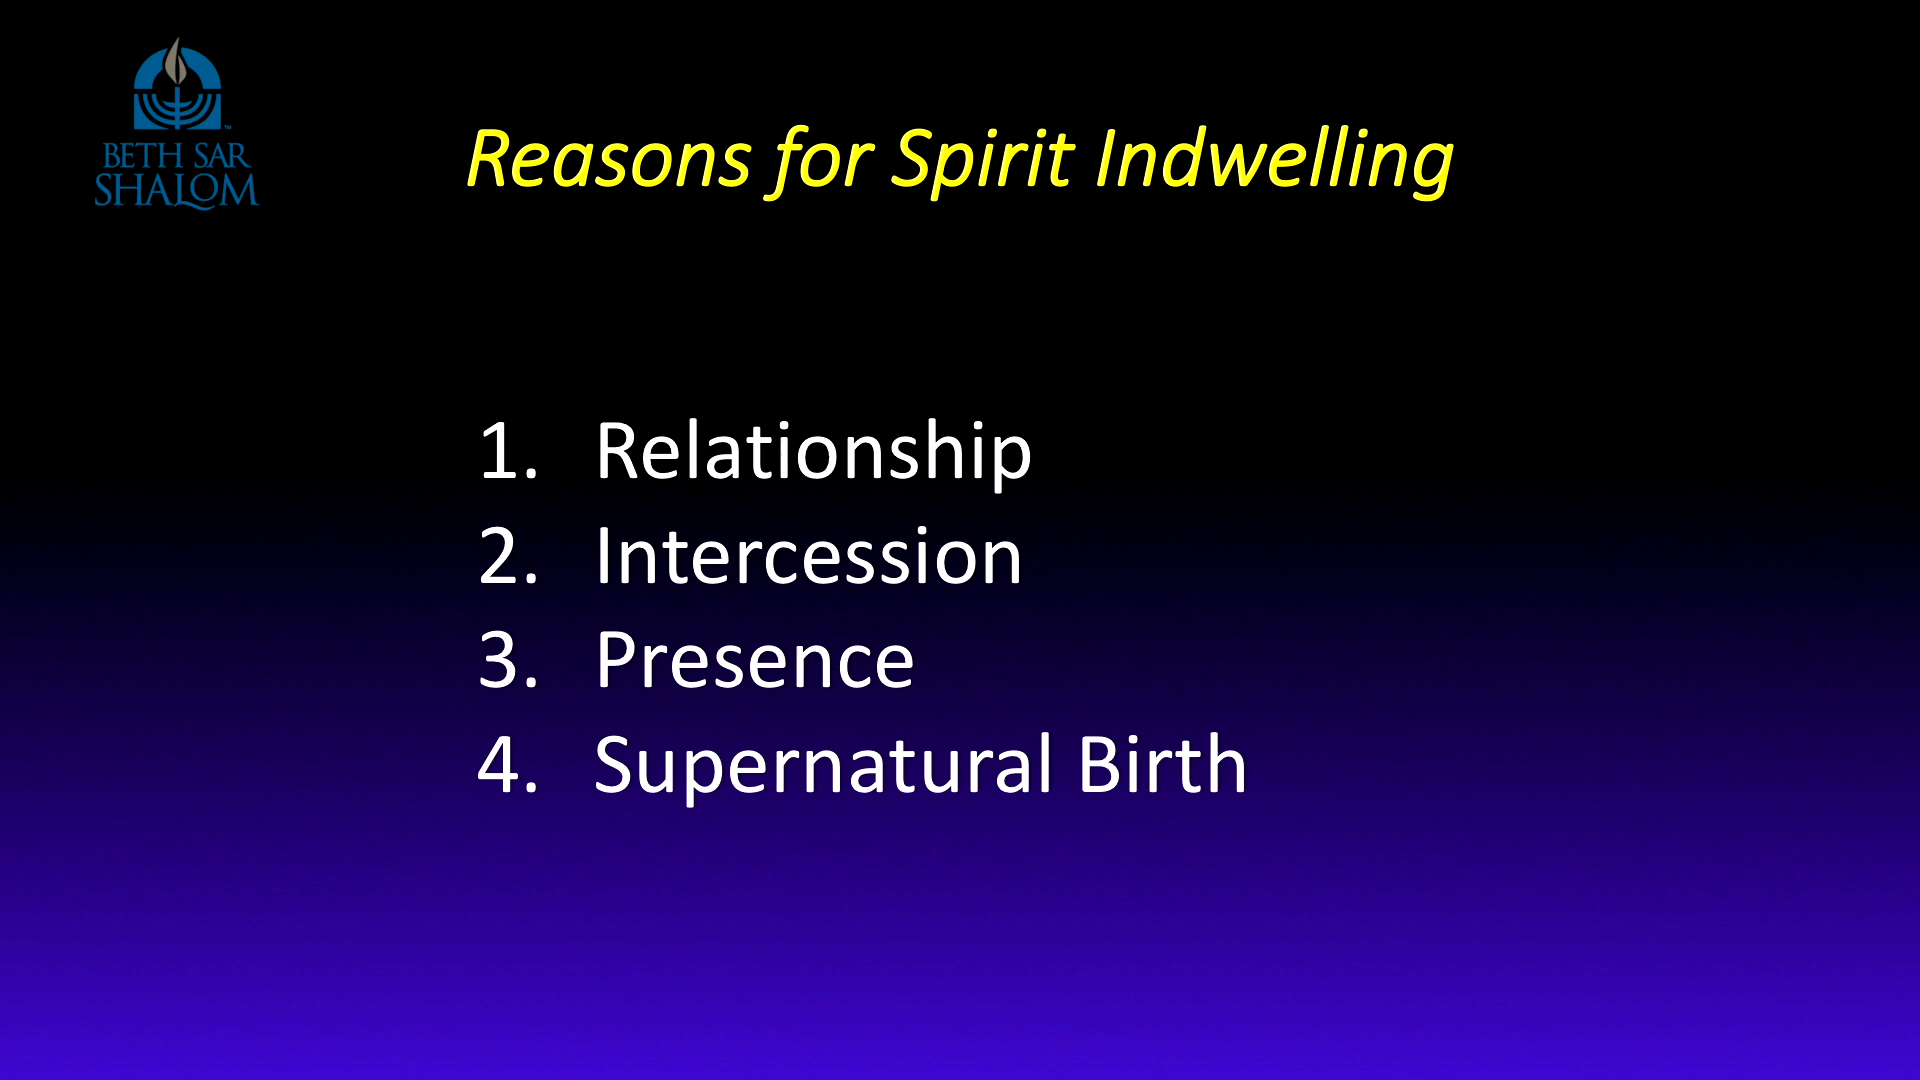 BETH SAR
SHALOM
Reasons for Spirit Indwelling
1. Relationship
2. Intercession
3. Presence
4. Supernatural Birth